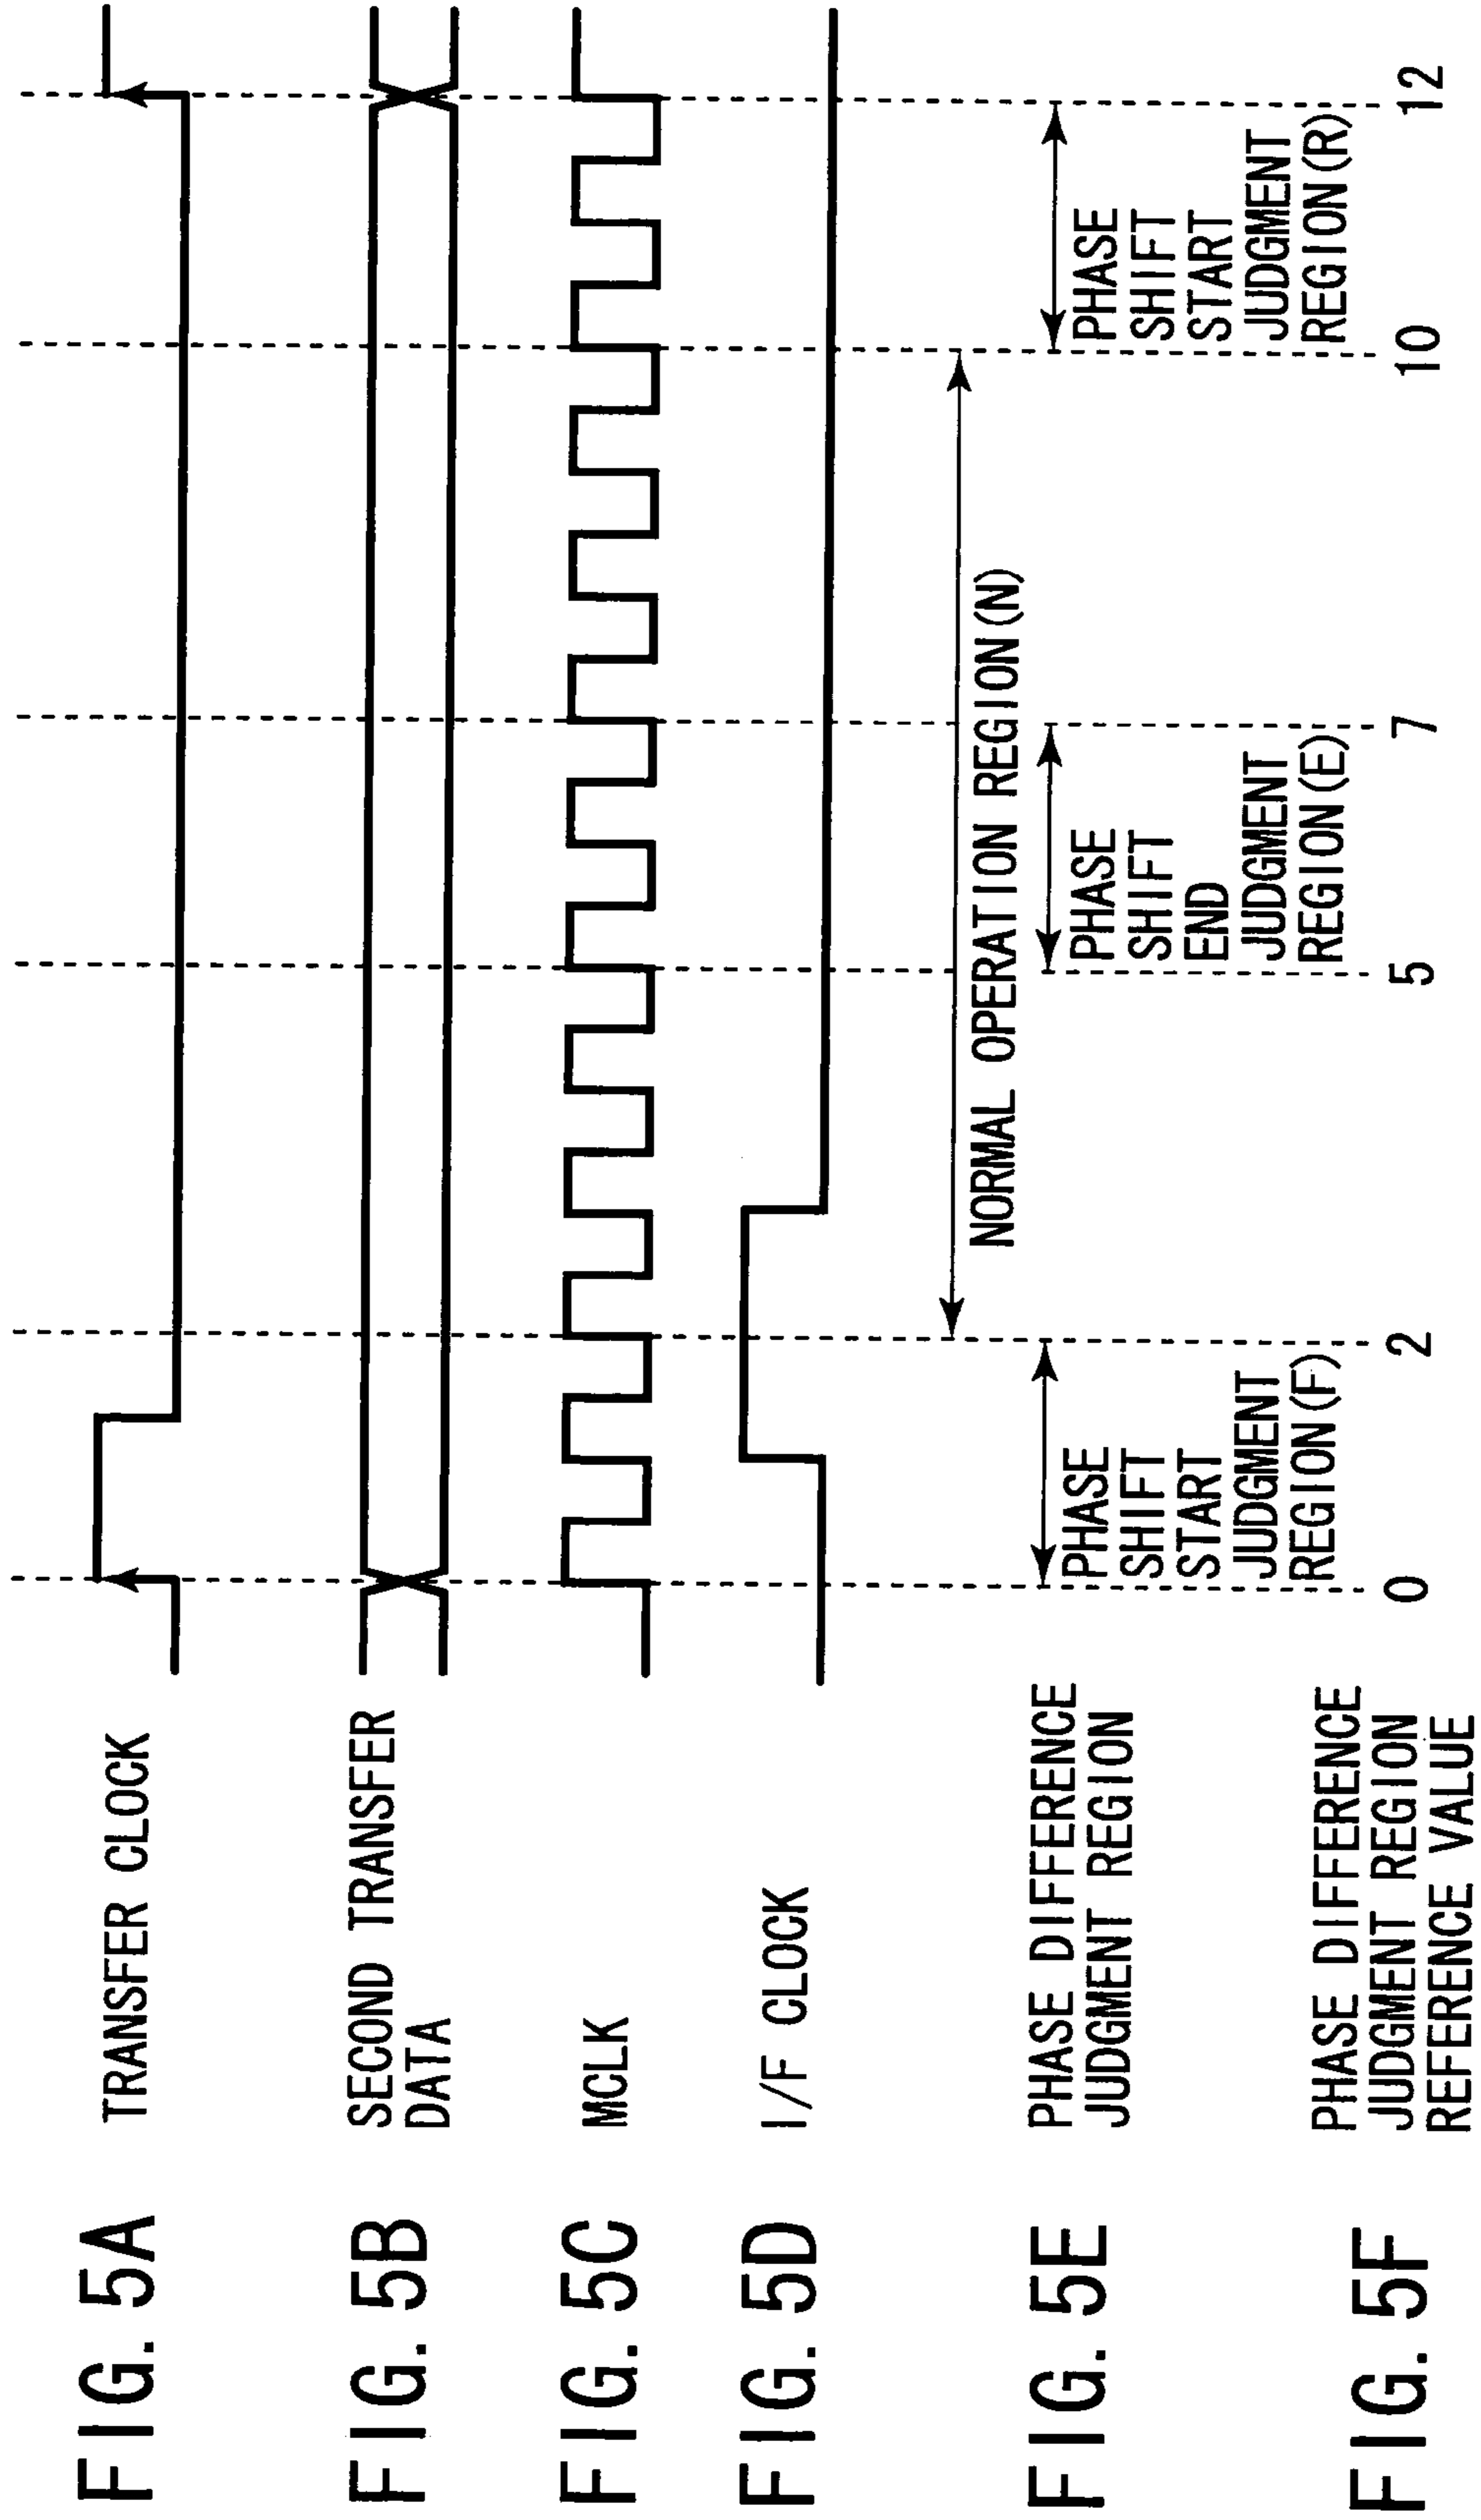 FIG. 5A
TRANSFER CLOCK
FIG. 5B
SECOND TRANSFER
DATA
FIG. 5C
MCLK
FIG. 5D
I/F CLOCK
FIG. 5E
PHASE DIFFERENCE
JUDGMENT REGION
NORMAL OPERATION REGION(N)
PHASE
SHIFT
START
JUDGMENT
REGION(F)
PHASE
SHIFT
END
JUDGMENT
REGION(E)
PHASE
SHIFT
START
JUDGMENT
REGION(R)
FIG. 5F
PHASE DIFFERENCE
JUDGMENT REGION
REFERENCE VALUE
0 2 5 7 10 12